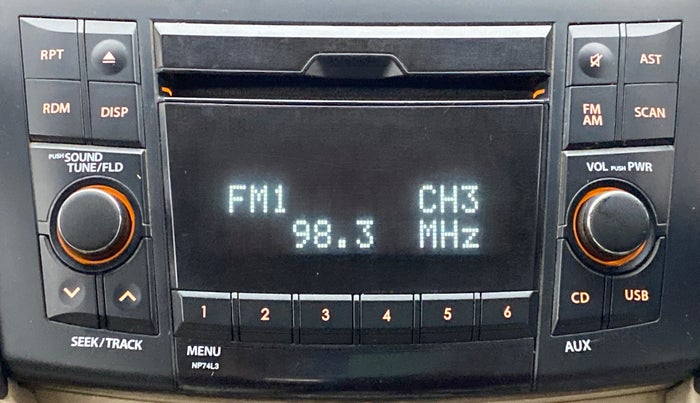 RPT
AST
RDM
DISP
FM
AM
SCAN
PUSH SOUND
TUNE/FLD
VOL PUSH PWR
FM1 CH3
98.3 MHz
CD
USB
1 2 3 4 5 6
SEEK/TRACK
MENU
NP74L3
AUX